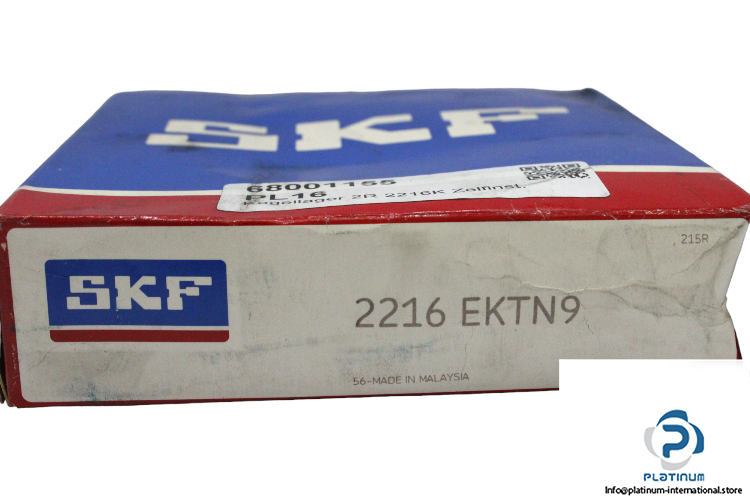 SKF
68001155
PL16
2R 2216K
215R
SKF
2216 EKTN9
56-MADE IN MALAYSIA
PLATINUM
Info@platinum-international.store